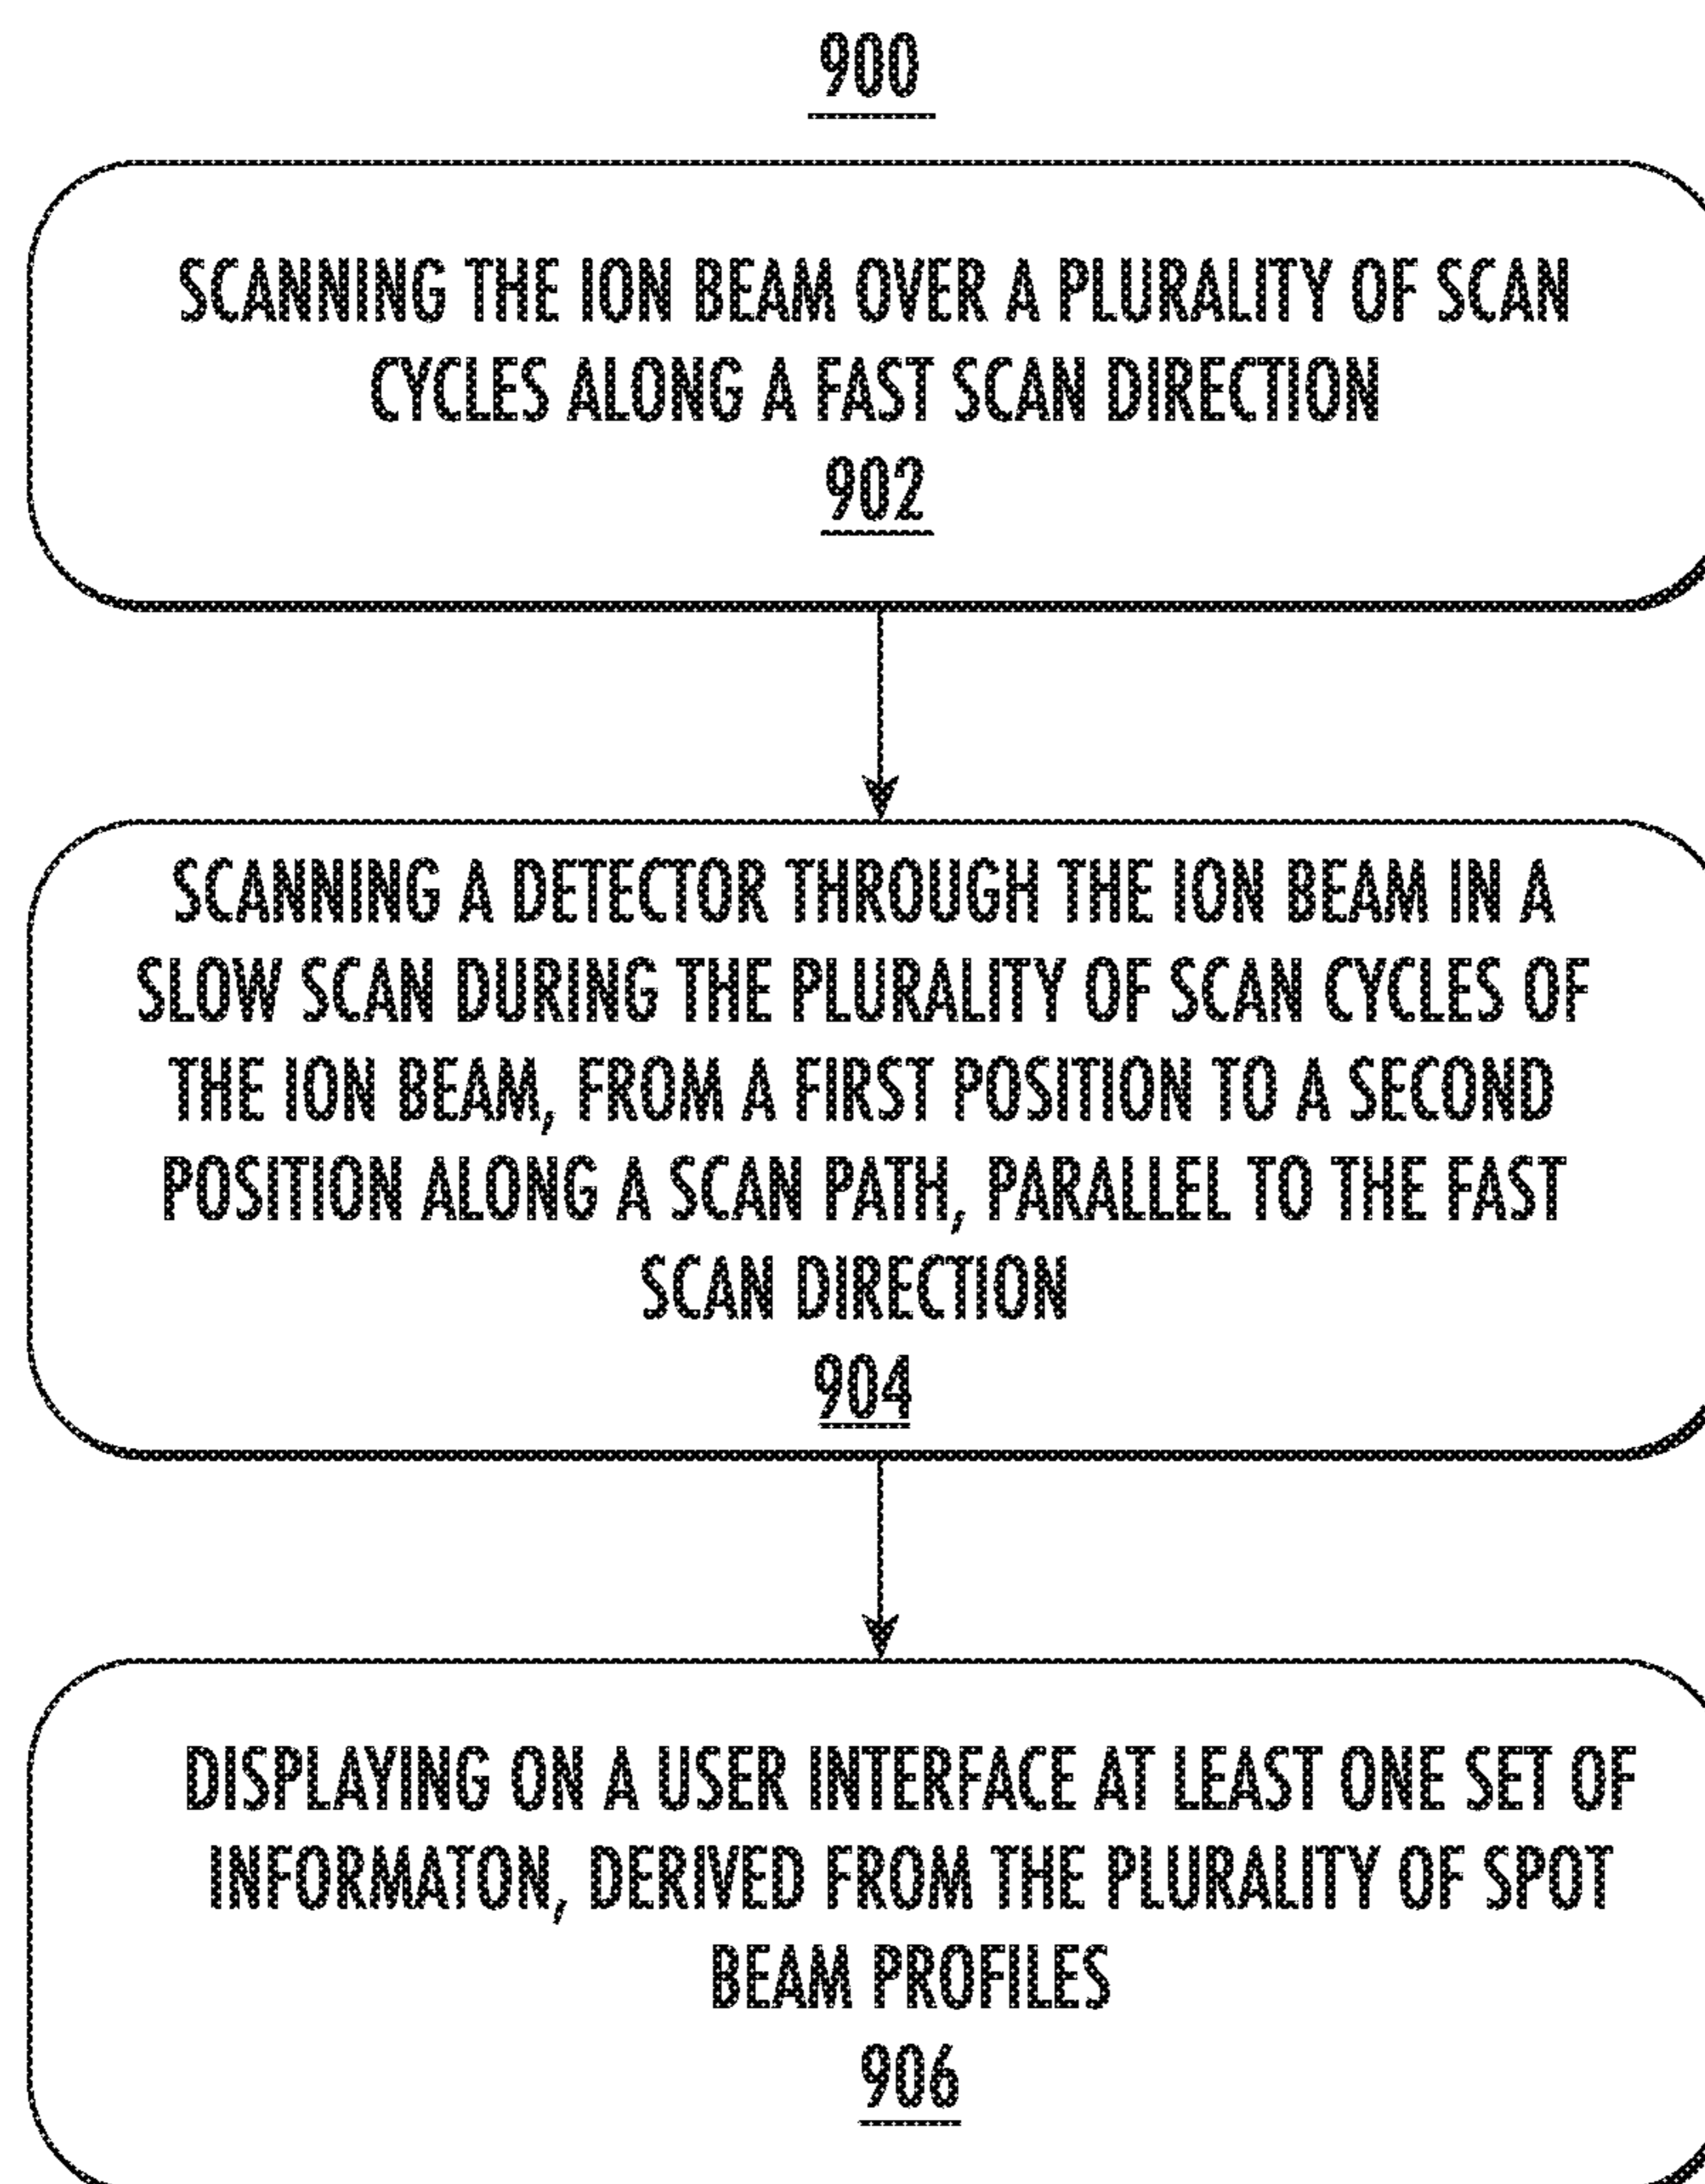 900
SCANNING THE ION BEAM OVER A PLURALITY OF SCAN
CYCLES ALONG A FAST SCAN DIRECTION
902
SCANNING A DETECTOR THROUGH THE ION BEAM IN A
SLOW SCAN DURING THE PLURALITY OF SCAN CYCLES OF
THE ION BEAM, FROM A FIRST POSITION TO A SECOND
POSITION ALONG A SCAN PATH, PARALLEL TO THE FAST
SCAN DIRECTION
904
DISPLAYING ON A USER INTERFACE AT LEAST ONE SET OF
INFORMATON, DERIVED FROM THE PLURALITY OF SPOT
BEAM PROFILES
906